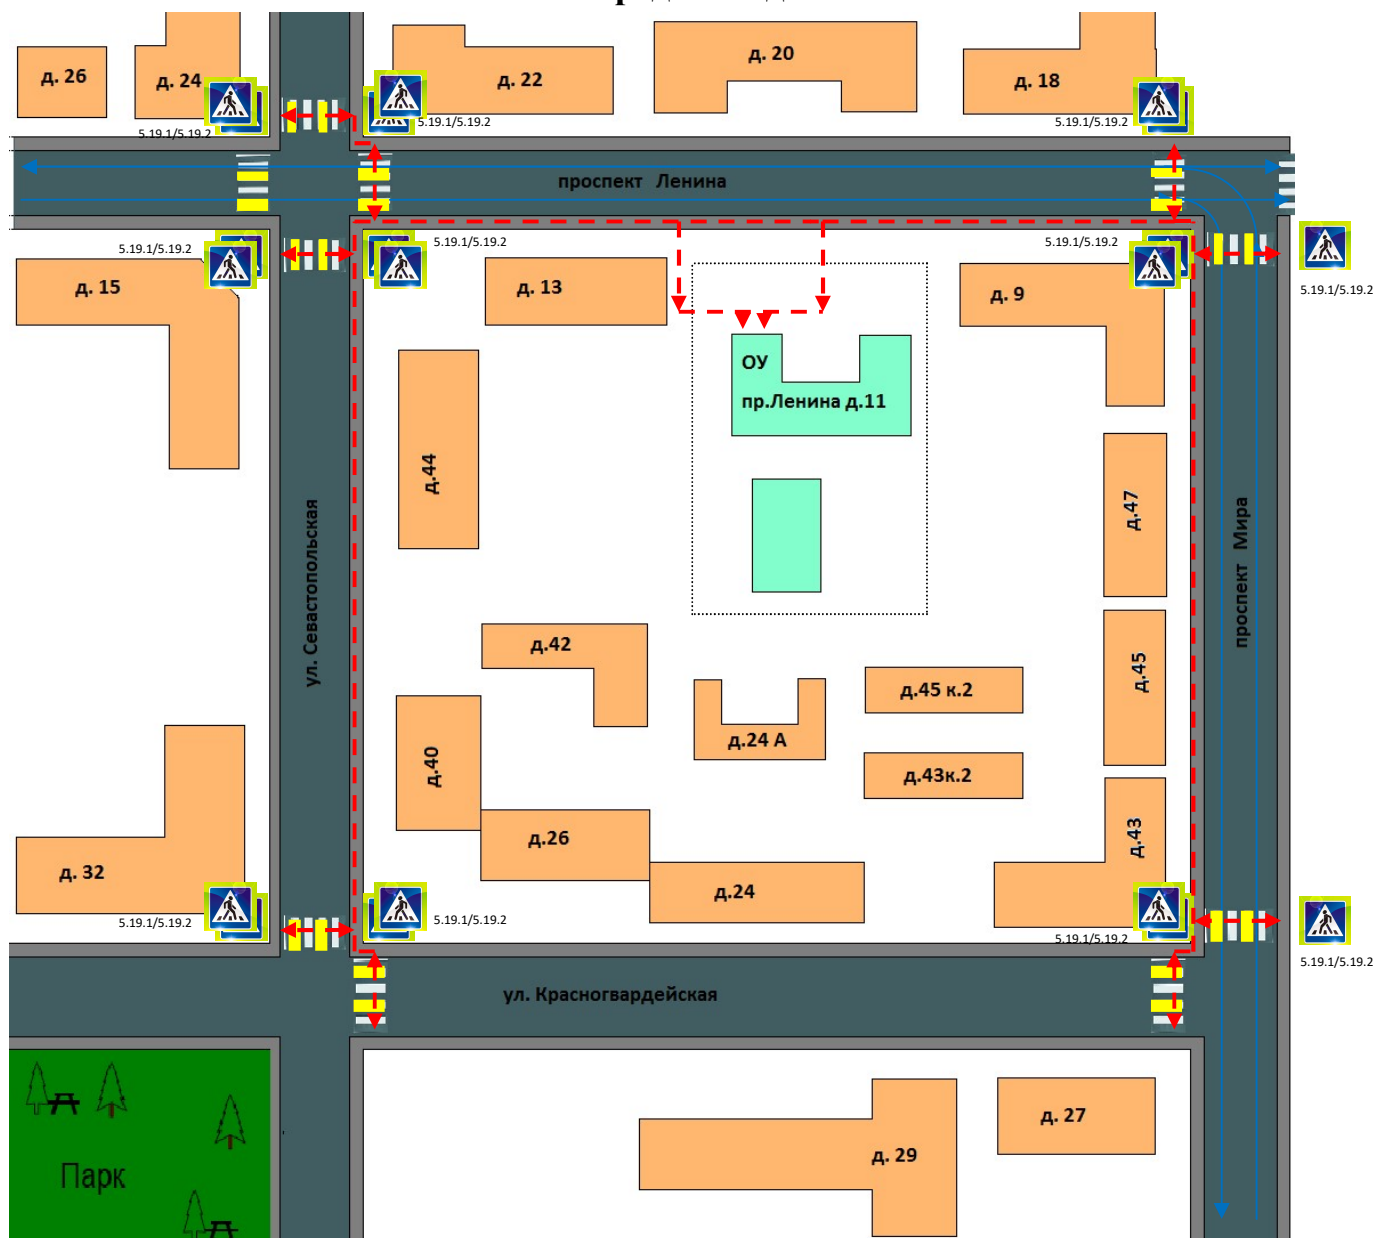 д. 26
д. 24
д. 22
д. 20
д. 18
5.19.1/5.19.2
5.19.1/5.19.2
5.19.1/5.19.2
проспект Ленина
5.19.1/5.19.2
5.19.1/5.19.2
5.19.1/5.19.2
5.19.1/5.19.2
д. 15
д. 13
д. 9
ОУ
пр.Ленина д.11
д.44
д.47
ул. Севастопольская
проспект Мира
д.42
д.45
д.45 к.2
д.24 А
д.40
д.43к.2
д.26
д.43
д. 32
д.24
5.19.1/5.19.2
5.19.1/5.19.2
5.19.1/5.19.2
5.19.1/5.19.2
ул. Красногвардейская
д. 27
д. 29
Парк